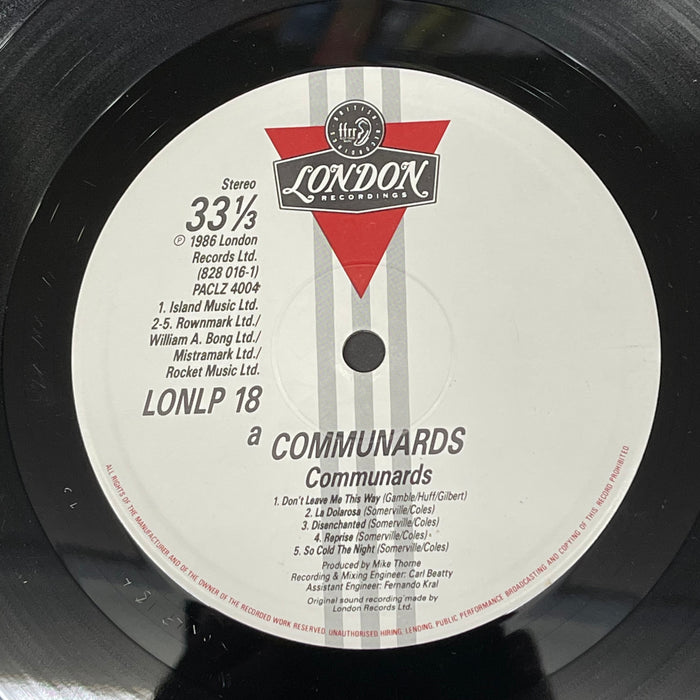 BRITISH RECORDINGS
ffrr
LONDON
RECORDINGS
Stereo
33⅓
℗ 1986 London
Records Ltd.
(828 016-1)
PACLZ 4004
1. Island Music Ltd.
2-5. Rownmark Ltd./
William A. Bong Ltd./
Mistramark Ltd./
Rocket Music Ltd.
LONLP 18
a COMMUNARDS
Communards
1. Don't Leave Me This Way (Gamble/Huff/Gilbert)
2. La Dolarosa (Somerville/Coles)
3. Disenchanted (Somerville/Coles)
4. Reprise (Somerville/Coles)
5. So Cold The Night (Somerville/Coles)
Produced by Mike Thorne
Recording & Mixing Engineer: Carl Beatty
Assistant Engineer: Fernando Kral
Original sound recording made by
London Records Ltd.
ALL RIGHTS OF THE MANUFACTURER AND OF THE OWNER OF THE RECORDED WORK RESERVED. UNAUTHORISED HIRING, LENDING, PUBLIC PERFORMANCE, BROADCASTING AND COPYING OF THIS RECORD PROHIBITED.